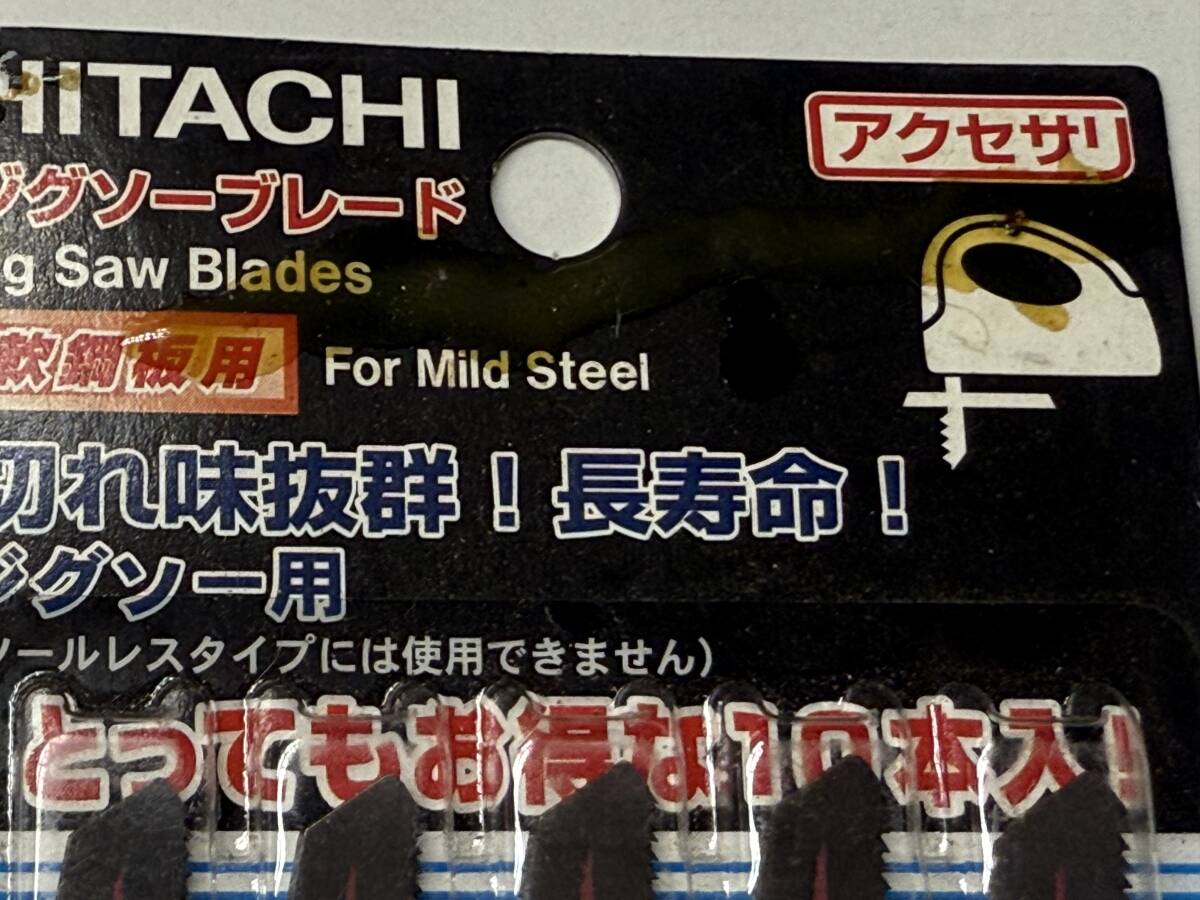 HITACHI
アクセサリ
ジグソーブレード
g Saw Blades
軟鋼板用
For Mild Steel
切れ味抜群!長寿命!
ジグソー用
ツールレスタイプには使用できません)
とってもお得な10本入!